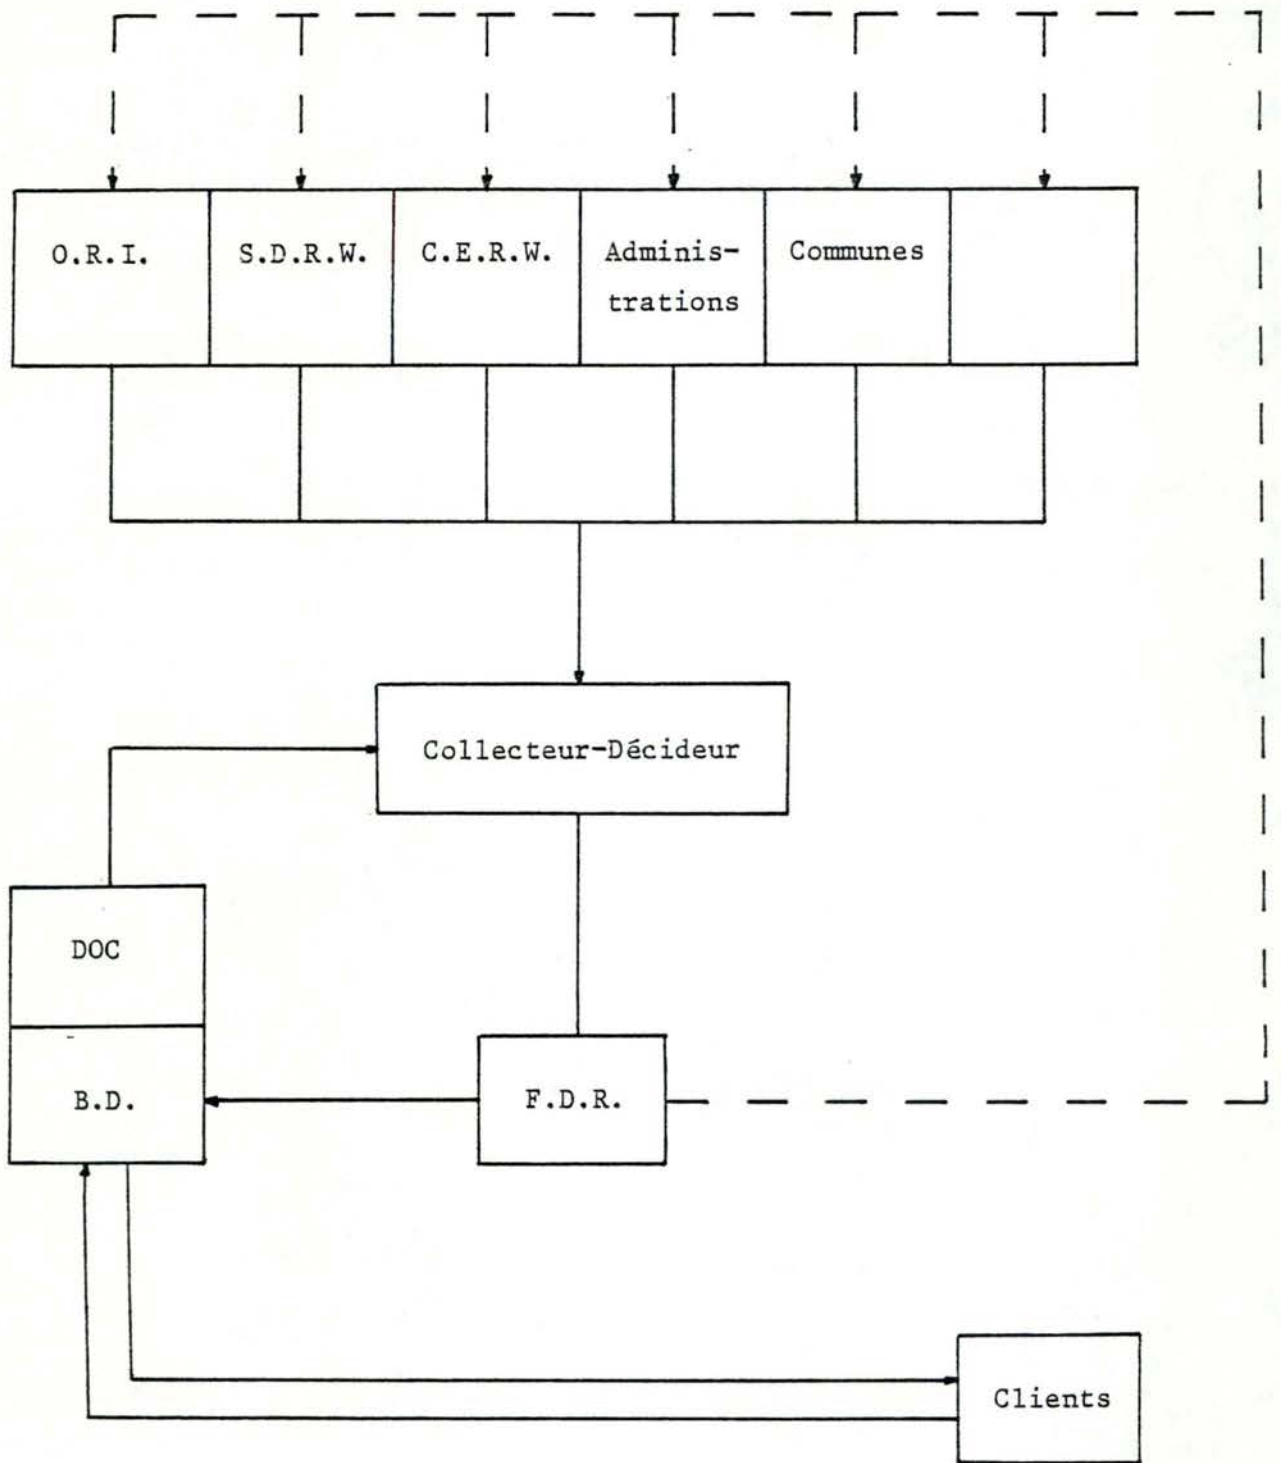 O.R.I.
S.D.R.W.
C.E.R.W.
Adminis-
trations
Communes
Collecteur-Décideur
DOC
B.D.
F.D.R.
Clients